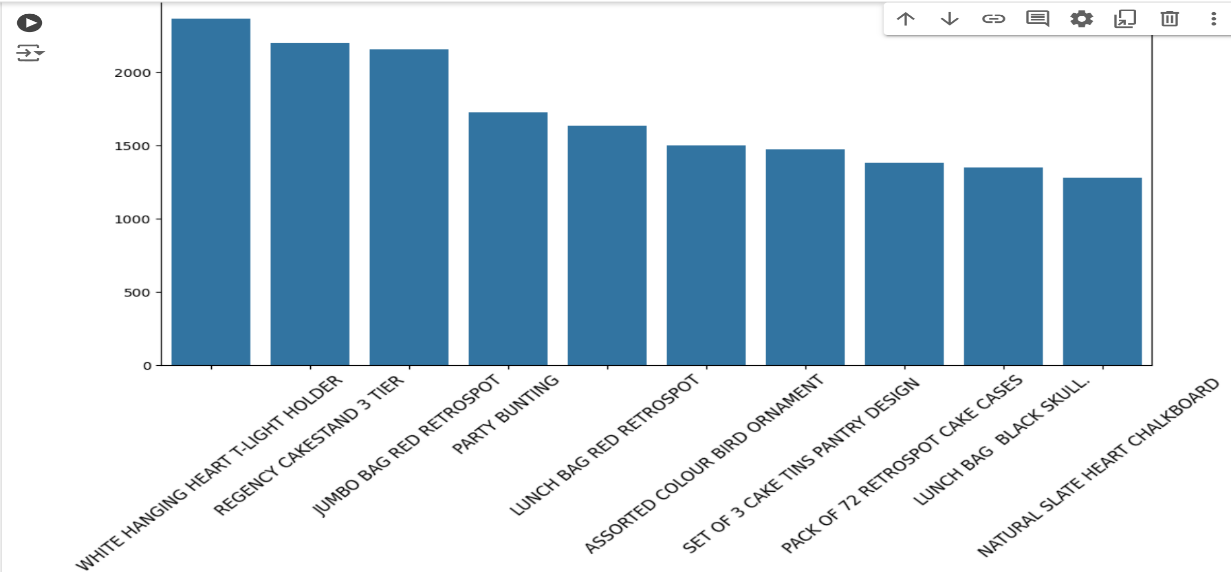 2000
1500
1000
500
0
WHITE HANGING HEART T-LIGHT HOLDER
REGENCY CAKESTAND 3 TIER
JUMBO BAG RED RETROSPOT
PARTY BUNTING
LUNCH BAG RED RETROSPOT
ASSORTED COLOUR BIRD ORNAMENT
SET OF 3 CAKE TINS PANTRY DESIGN
PACK OF 72 RETROSPOT CAKE CASES
LUNCH BAG  BLACK SKULL.
NATURAL SLATE HEART CHALKBOARD